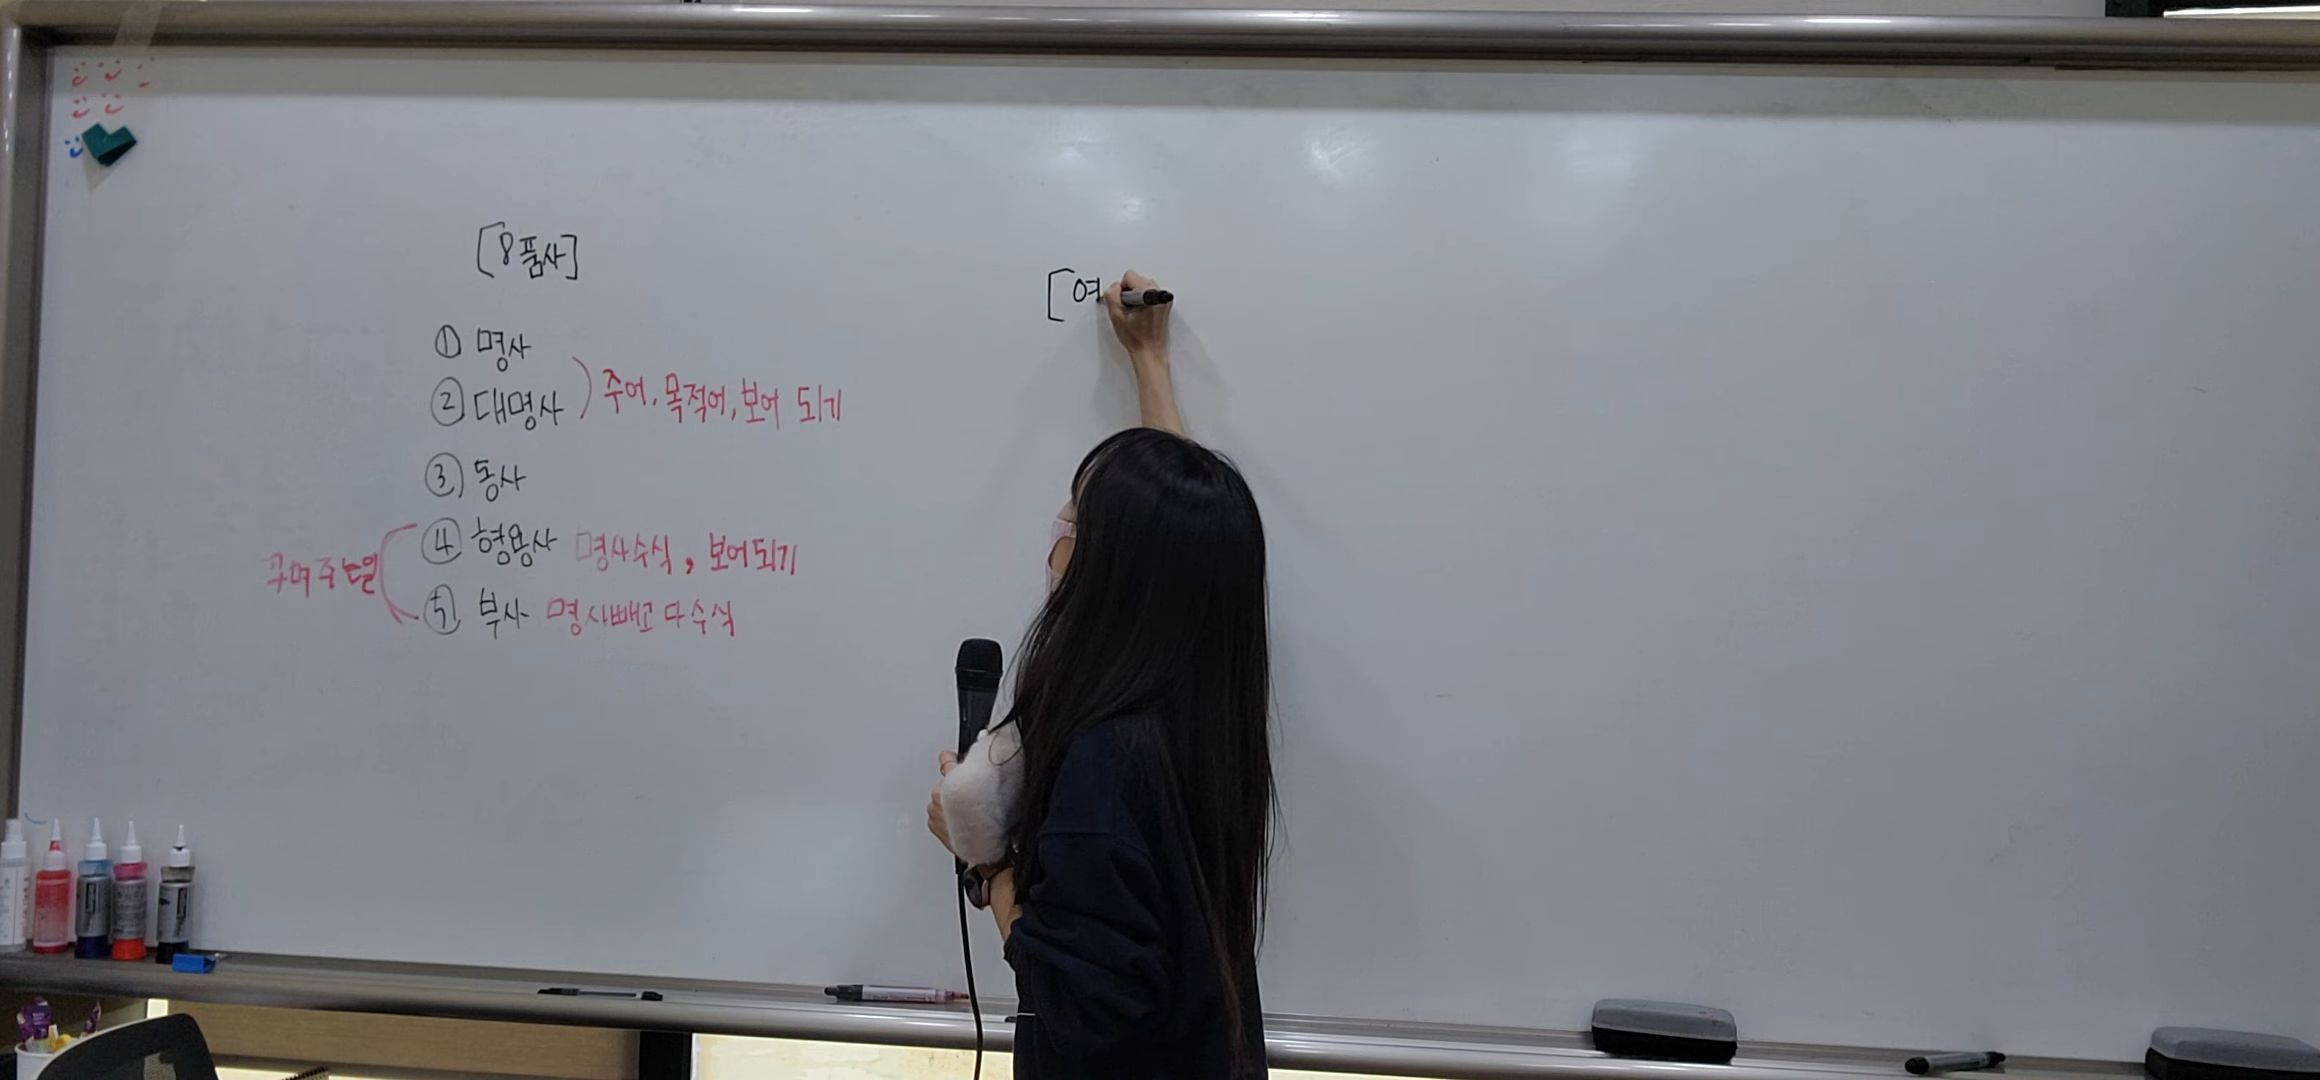 [8품사]
① 명사
② 대명사 ) 주어, 목적어, 보어 되기
③ 동사
④ 형용사 명사수식, 보어되기
꾸며주는일
⑤ 부사 명사빼고 다 수식
[여